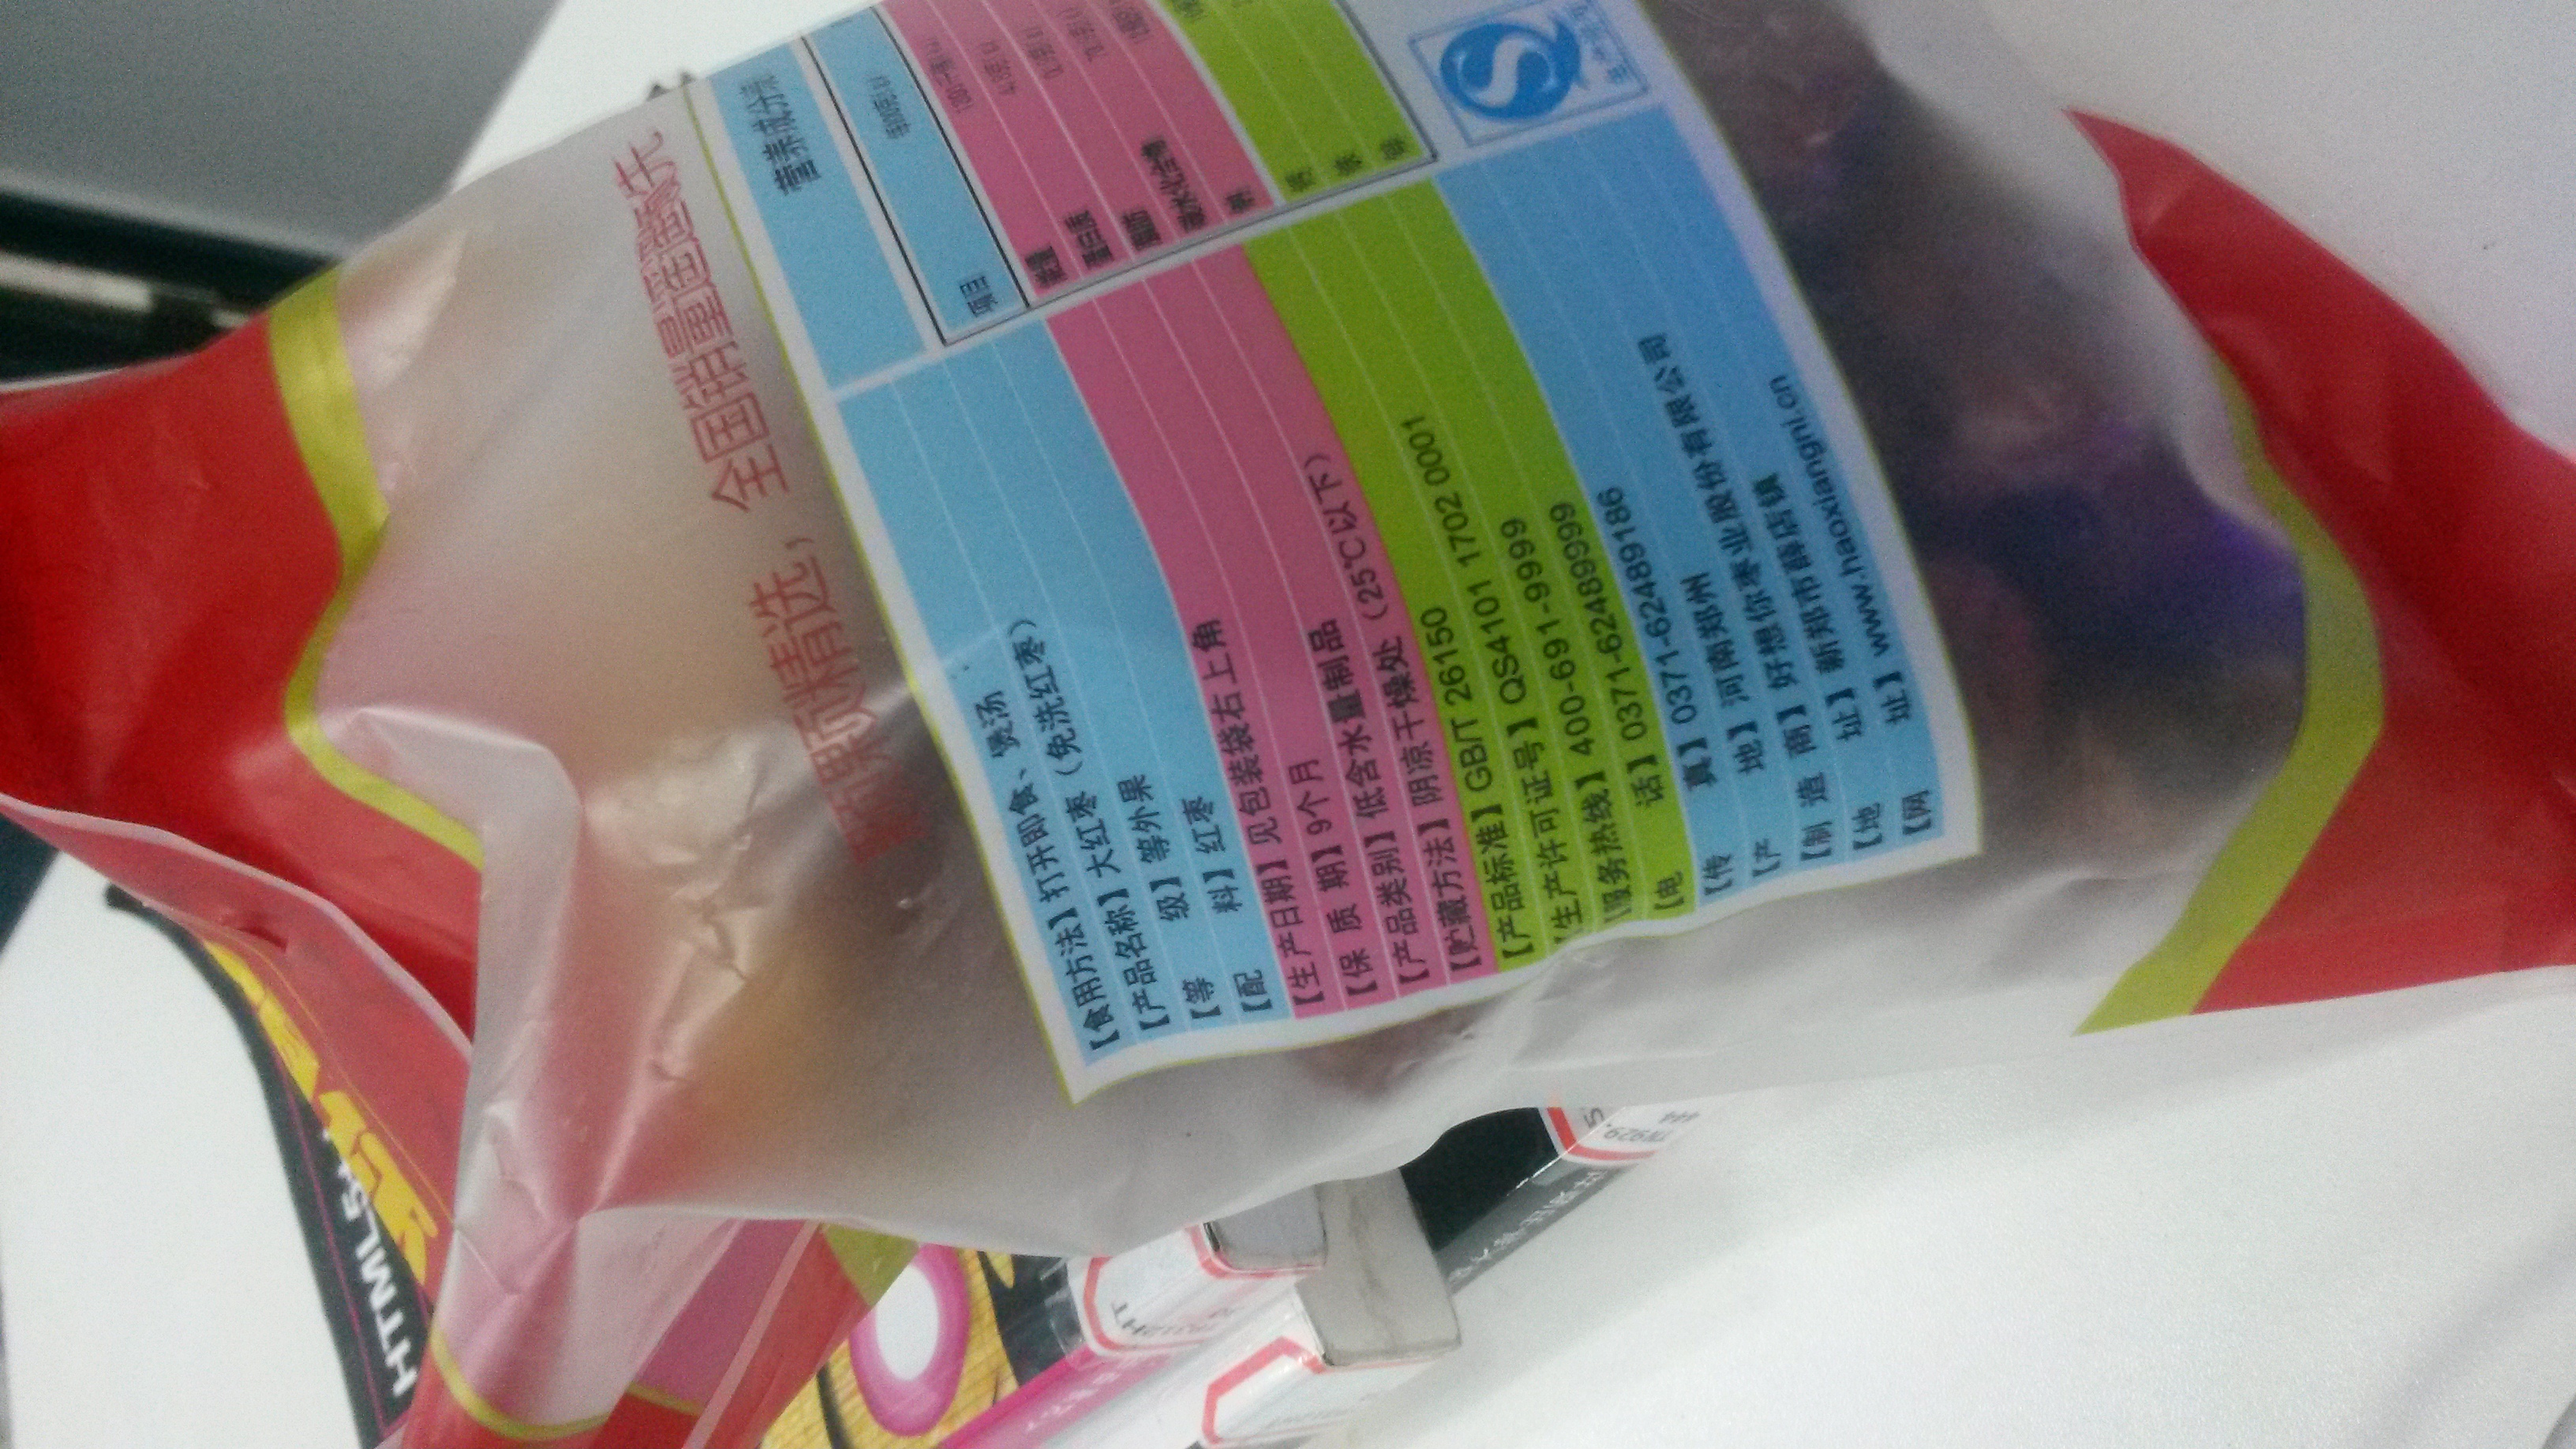 HTML5+
颗颗精选，全国销量遥遥领先
【食用方法】打开即食、煲汤
【产品名称】大红枣（免洗红枣）
【等 级】等外果
【配 料】红枣
【生产日期】见包装袋右上角
【保 质 期】9个月
【产品类别】低含水量制品
【贮藏方法】阴凉干燥处（25℃以下）
【产品标准】GB/T 26150
【生产许可证号】QS4101 1702 0001
【服务热线】400-691-9999
【电 话】0371-62489999
【传 真】0371-62489186
【产 地】河南郑州
【制 造 商】好想你枣业股份有限公司
【地 址】新郑市薛店镇
【网 址】www.haoxiangni.cn
营养成分表
项目
能量
蛋白质
脂肪
碳水化合物
钠
钙